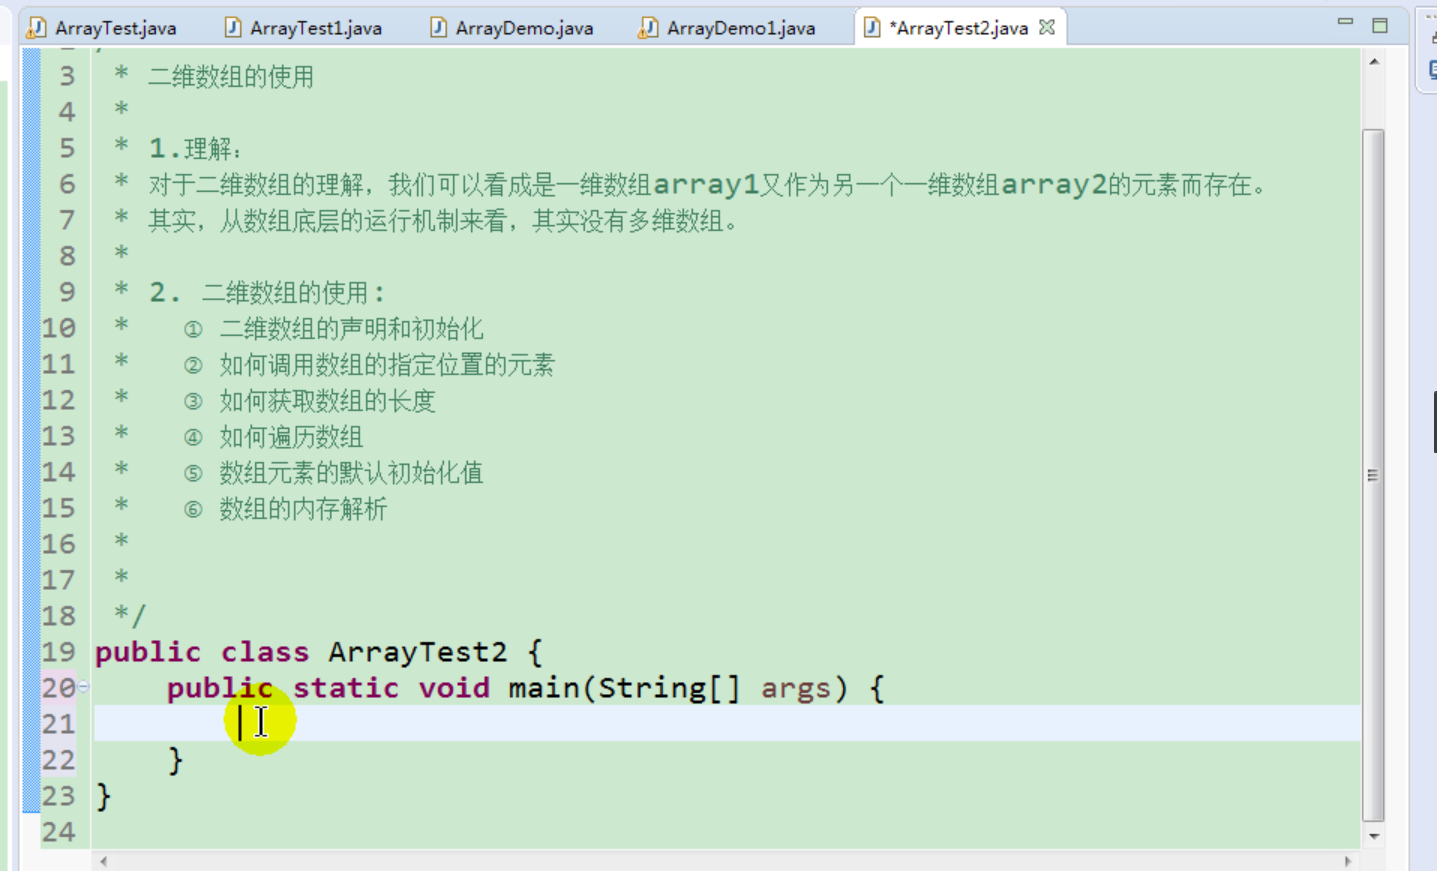 ArrayTest.java ArrayTest1.java ArrayDemo.java ArrayDemo1.java *ArrayTest2.java
3 * 二维数组的使用
4 *
5 * 1.理解：
6 * 对于二维数组的理解，我们可以看成是一维数组array1又作为另一个一维数组array2的元素而存在。
7 * 其实，从数组底层的运行机制来看，其实没有多维数组。
8 *
9 * 2. 二维数组的使用：
10 * ① 二维数组的声明和初始化
11 * ② 如何调用数组的指定位置的元素
12 * ③ 如何获取数组的长度
13 * ④ 如何遍历数组
14 * ⑤ 数组元素的默认初始化值
15 * ⑥ 数组的内存解析
16 *
17 *
18 */
19 public class ArrayTest2 {
20 public static void main(String[] args) {
21
22 }
23 }
24